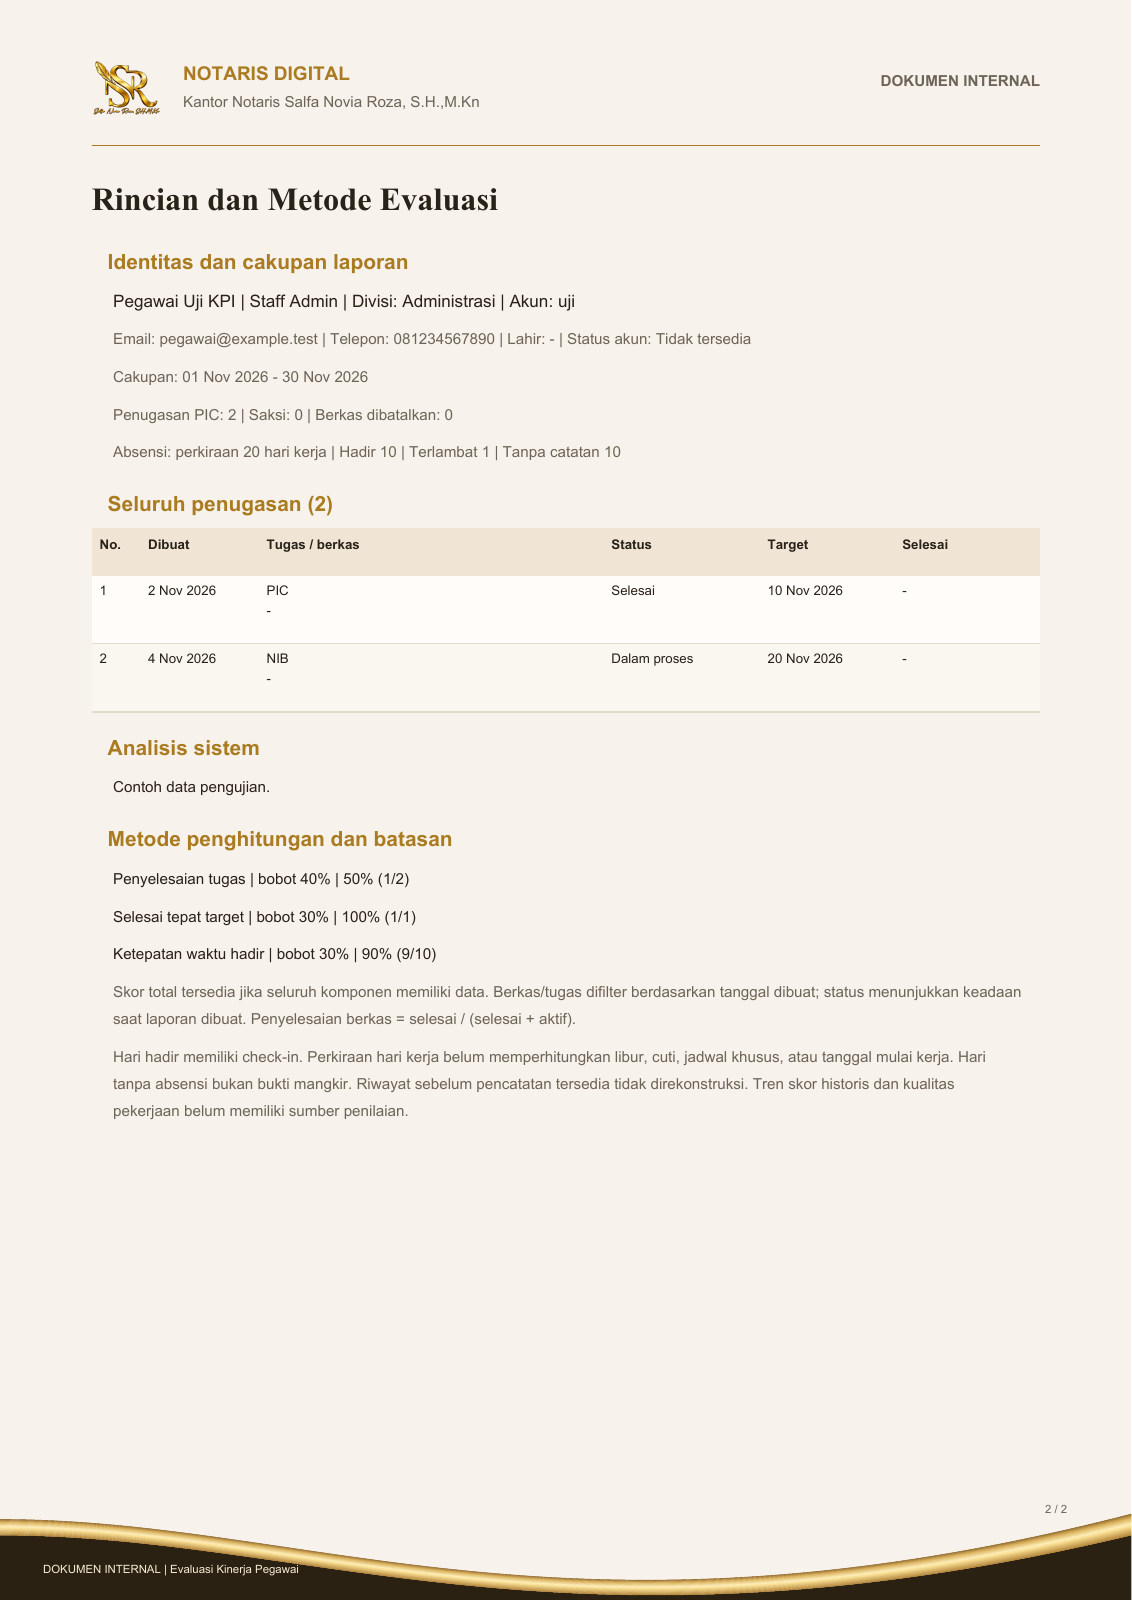 NOTARIS DIGITAL
Kantor Notaris Salfa Novia Roza, S.H.,M.Kn
DOKUMEN INTERNAL
Rincian dan Metode Evaluasi
Identitas dan cakupan laporan
Pegawai Uji KPI | Staff Admin | Divisi: Administrasi | Akun: uji
Email: pegawai@example.test | Telepon: 081234567890 | Lahir: - | Status akun: Tidak tersedia
Cakupan: 01 Nov 2026 - 30 Nov 2026
Penugasan PIC: 2 | Saksi: 0 | Berkas dibatalkan: 0
Absensi: perkiraan 20 hari kerja | Hadir 10 | Terlambat 1 | Tanpa catatan 10
Seluruh penugasan (2)
No. Dibuat Tugas / berkas Status Target Selesai
1 2 Nov 2026 PIC Selesai 10 Nov 2026 -
-
2 4 Nov 2026 NIB Dalam proses 20 Nov 2026 -
-
Analisis sistem
Contoh data pengujian.
Metode penghitungan dan batasan
Penyelesaian tugas | bobot 40% | 50% (1/2)
Selesai tepat target | bobot 30% | 100% (1/1)
Ketepatan waktu hadir | bobot 30% | 90% (9/10)
Skor total tersedia jika seluruh komponen memiliki data. Berkas/tugas difilter berdasarkan tanggal dibuat; status menunjukkan keadaan
saat laporan dibuat. Penyelesaian berkas = selesai / (selesai + aktif).
Hari hadir memiliki check-in. Perkiraan hari kerja belum memperhitungkan libur, cuti, jadwal khusus, atau tanggal mulai kerja. Hari
tanpa absensi bukan bukti mangkir. Riwayat sebelum pencatatan tersedia tidak direkonstruksi. Tren skor historis dan kualitas
pekerjaan belum memiliki sumber penilaian.
2 / 2
DOKUMEN INTERNAL | Evaluasi Kinerja Pegawai